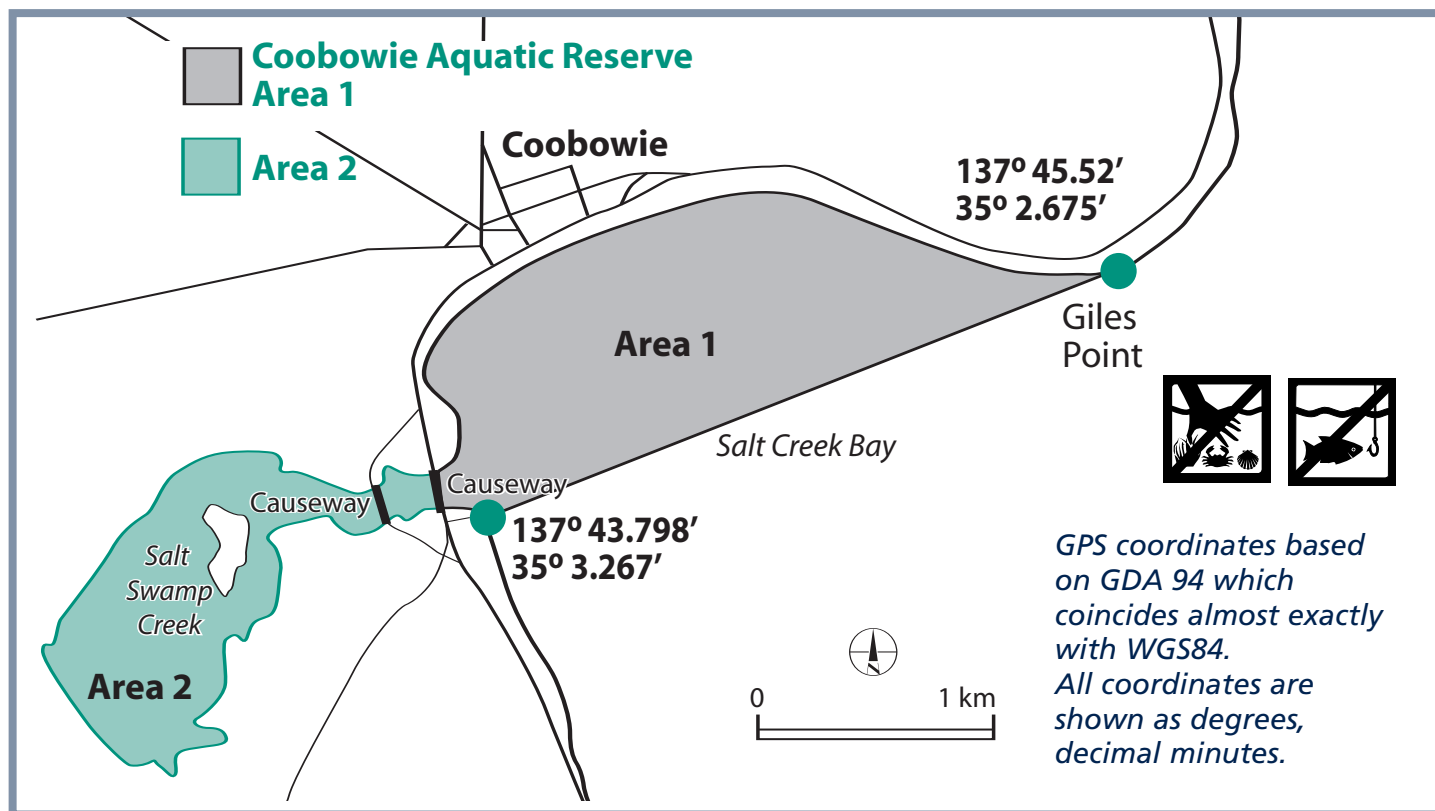 Coobowie Aquatic Reserve
Area 1
Area 2
Coobowie
137º 45.52′
35º 2.675′
Giles
Point
Area 1
Salt Creek Bay
Causeway
Causeway
137º 43.798′
35º 3.267′
Salt
Swamp
Creek
Area 2
N
0 1 km
GPS coordinates based
on GDA 94 which
coincides almost exactly
with WGS84.
All coordinates are
shown as degrees,
decimal minutes.